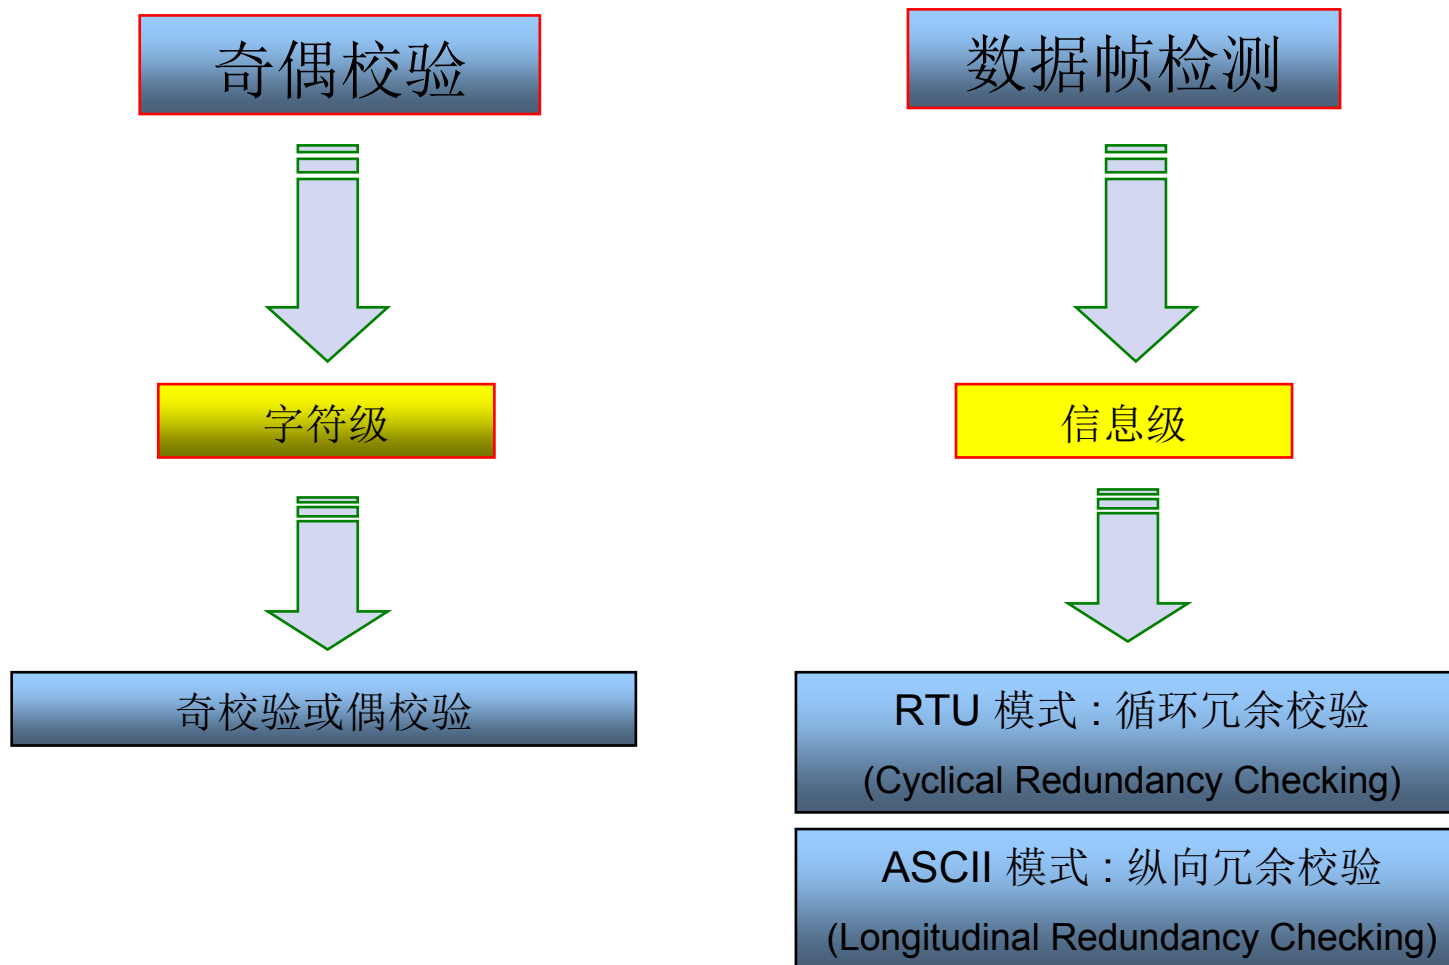 奇偶校验
字符级
奇校验或偶校验
数据帧检测
信息级
RTU 模式 : 循环冗余校验
(Cyclical Redundancy Checking)
ASCII 模式 : 纵向冗余校验
(Longitudinal Redundancy Checking)